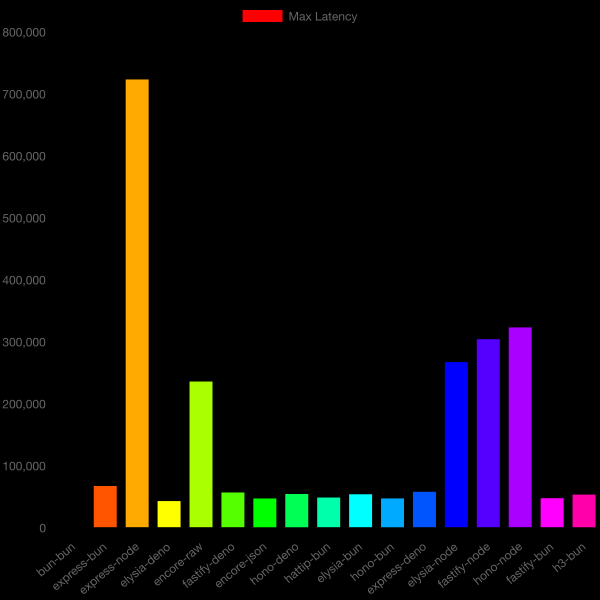 Max Latency
800,000
700,000
600,000
500,000
400,000
300,000
200,000
100,000
0
bun-bun
express-bun
express-node
elysia-deno
encore-raw
fastify-deno
encore-json
hono-deno
hattip-bun
elysia-bun
hono-bun
express-deno
elysia-node
fastify-node
hono-node
fastify-bun
h3-bun